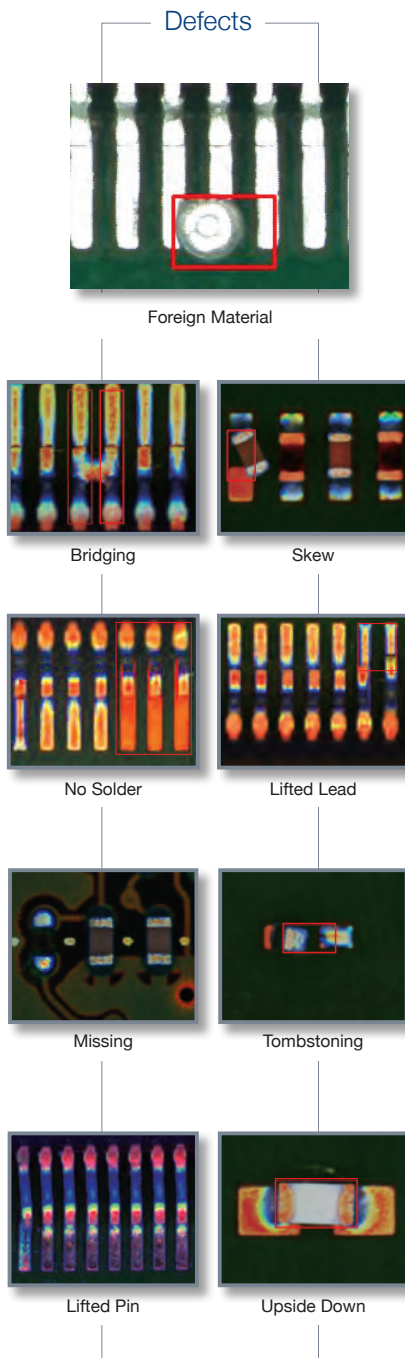 Defects
Foreign Material
Bridging
Skew
No Solder
Lifted Lead
Missing
Tombstoning
Lifted Pin
Upside Down